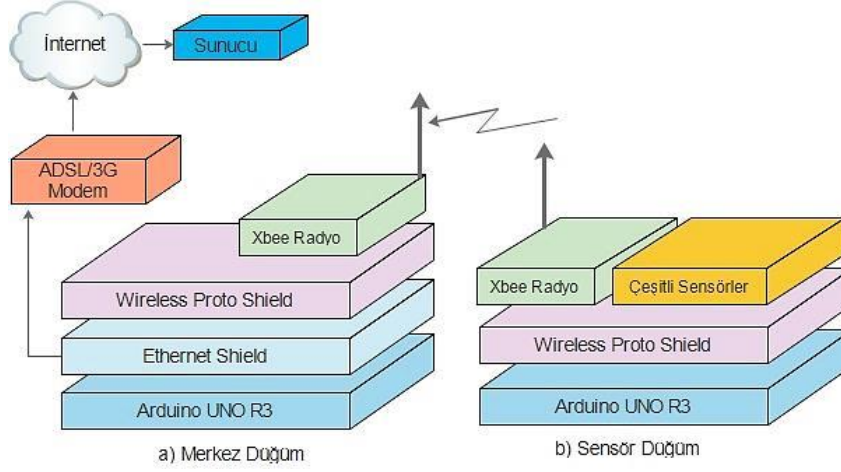 İnternet
Sunucu
ADSL/3G
Modem
Xbee Radyo
Wireless Proto Shield
Ethernet Shield
Arduino UNO R3
a) Merkez Düğüm
Xbee Radyo
Çeşitli Sensörler
Wireless Proto Shield
Arduino UNO R3
b) Sensör Düğüm